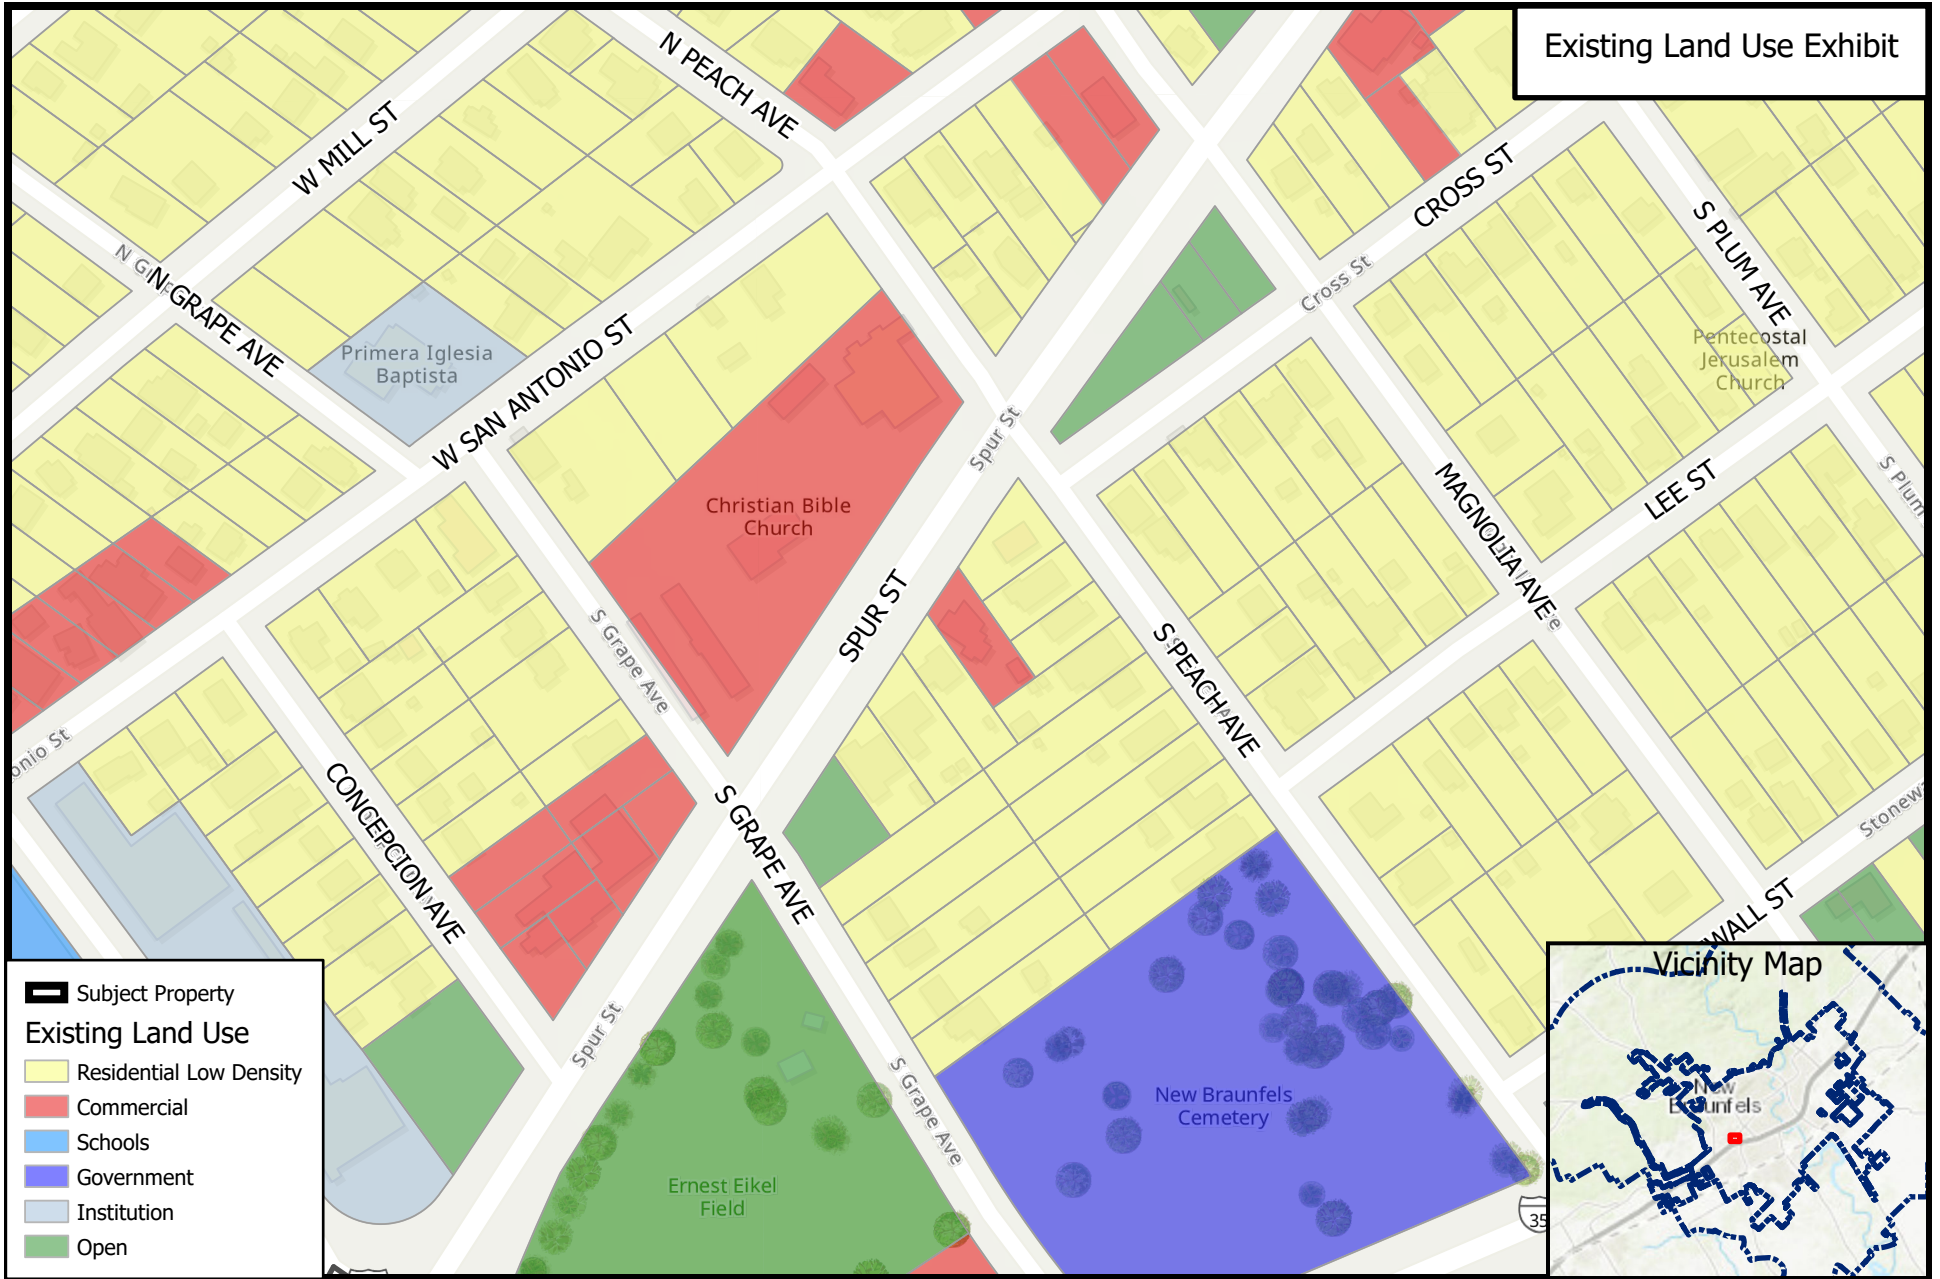 Existing Land Use Exhibit
N PEACH AVE
W MILL ST
CROSS ST
S PLUM AVE
N GRAPE AVE
Cross St
Primera Iglesia
Baptista
W SAN ANTONIO ST
Pentecostal
Jerusalem
Church
Spur St
S Plum
Christian Bible
Church
MAGNOLIA AVE
LEE ST
SPUR ST
S Grape Ave
S PEACH AVE
onio St
CONCEPCION AVE
S GRAPE AVE
Stonew
WALL ST
Spur St
S Grape Ave
New Braunfels
Cemetery
Ernest Eikel
Field
35
Subject Property
Existing Land Use
Residential Low Density
Commercial
Schools
Government
Institution
Open
Vicinity Map
New
Braunfels